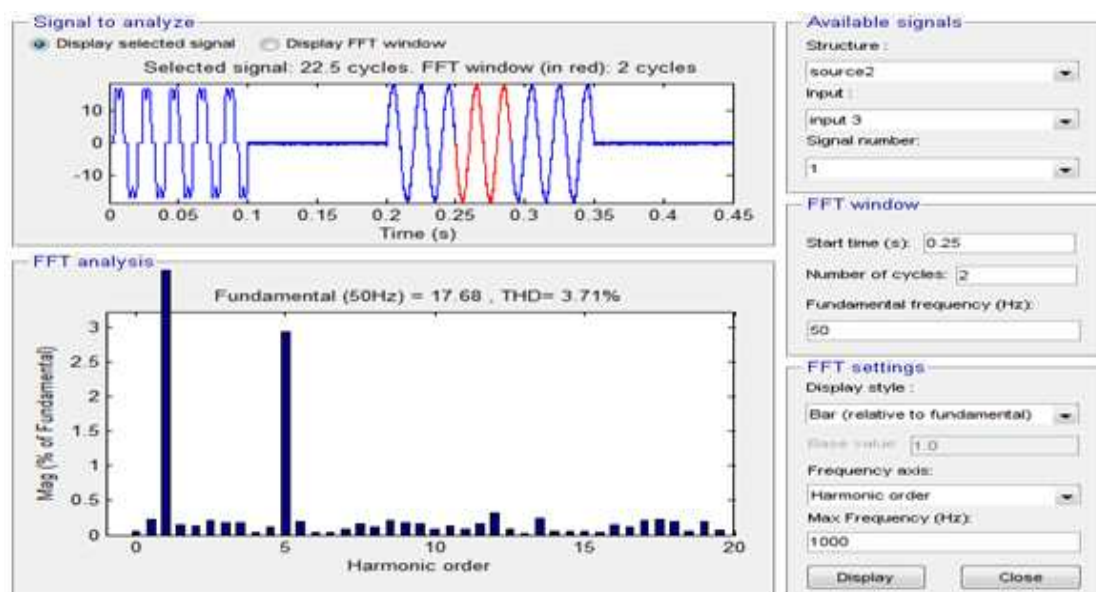 Signal to analyze
Display selected signal Display FFT window
Selected signal: 22.5 cycles. FFT window (in red): 2 cycles
10
0
-10
0 0.05 0.1 0.15 0.2 0.25 0.3 0.35 0.4 0.45
Time (s)
FFT analysis
Fundamental (50Hz) = 17.68 , THD= 3.71%
3
2.5
2
1.5
1
0.5
0
Mag (% of Fundamental)
0 5 10 15 20
Harmonic order
Available signals
Structure :
source2
Input :
input 3
Signal number:
1
FFT window
Start time (s): 0.25
Number of cycles: 2
Fundamental frequency (Hz):
50
FFT settings
Display style :
Bar (relative to fundamental)
Base value: 1.0
Frequency axis:
Harmonic order
Max Frequency (Hz):
1000
Display Close